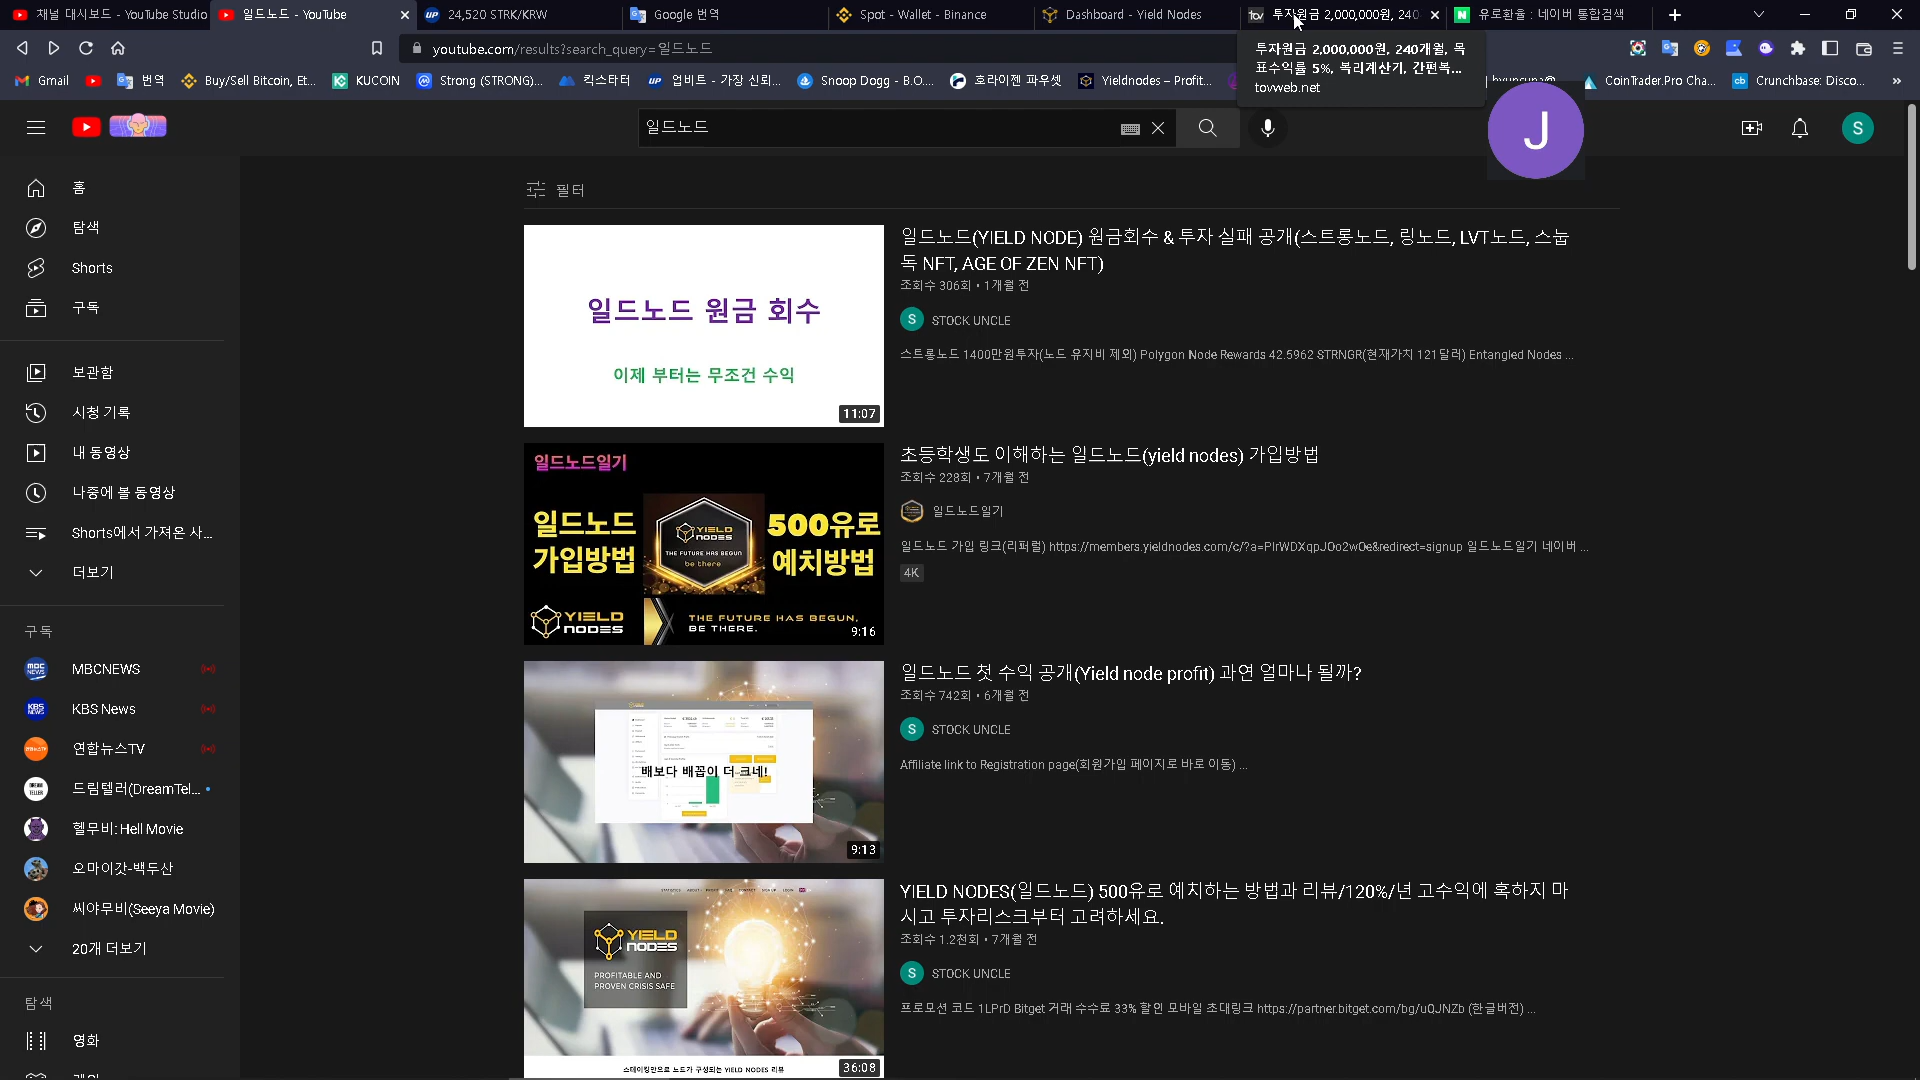 채널 대시보드 - YouTube Studio
일드노드 - YouTube
24,520 STRK/KRW
Google 번역
Spot - Wallet - Binance
Dashboard - Yield Nodes
투자원금 2,000,000원, 240
유로환율 : 네이버 통합검색
youtube.com/results?search_query=일드노드
투자원금 2,000,000원, 240개월, 목
표수익률 5%, 복리계산기, 간편복...
tovweb.net
Gmail
번역
Buy/Sell Bitcoin, Et...
KUCOIN
Strong (STRONG)...
킥스타터
업비트 - 가장 신뢰...
Snoop Dogg - B.O....
호라이젠 파우셋
Yieldnodes – Profit...
CoinTrader.Pro Cha...
Crunchbase: Disco...
일드노드
J
S
홈
탐색
Shorts
구독
보관함
시청 기록
내 동영상
나중에 볼 동영상
Shorts에서 가져온 사...
더보기
구독
MBCNEWS
KBS News
연합뉴스TV
드림텔러(DreamTel...
헬무비: Hell Movie
오마이갓-백두산
씨야무비(Seeya Movie)
20개 더보기
탐색
영화
필터
일드노드 원금 회수
이제 부터는 무조건 수익
11:07
일드노드(YIELD NODE) 원금회수 & 투자 실패 공개(스트롱노드, 링노드, LVT노드, 스눕
독 NFT, AGE OF ZEN NFT)
조회수 306회 • 1개월 전
S STOCK UNCLE
스트롱노드 1400만원투자(노드 유지비 제외) Polygon Node Rewards 42.5962 STRNGR(현재가치 121달러) Entangled Nodes ...
일드노드일기
일드노드
가입방법
YIELD
NODES
THE FUTURE HAS BEGUN
be there
500유로
예치방법
YIELD
NODES
THE FUTURE HAS BEGUN,
BE THERE.
9:16
초등학생도 이해하는 일드노드(yield nodes) 가입방법
조회수 228회 • 7개월 전
일드노드일기
일드노드 가입 링크(리퍼럴) https://members.yieldnodes.com/c/?a=PIrWDXqpJOo2wOe&redirect=signup 일드노드일기 네이버 ...
4K
배보다 배꼽이 더 크네!
9:13
일드노드 첫 수익 공개(Yield node profit) 과연 얼마나 될까?
조회수 742회 • 6개월 전
S STOCK UNCLE
Affiliate link to Registration page(회원가입 페이지로 바로 이동) ...
YIELD
NODES
PROFITABLE AND
PROVEN CRISIS SAFE
스테이킹만으로 노드가 구성되는 YIELD NODES 리뷰
36:08
YIELD NODES(일드노드) 500유로 예치하는 방법과 리뷰/120%/년 고수익에 혹하지 마
시고 투자리스크부터 고려하세요.
조회수 1.2천회 • 7개월 전
S STOCK UNCLE
프로모션 코드 1LPrD Bitget 거래 수수료 33% 할인 모바일 초대링크 https://partner.bitget.com/bg/uQJNZb (한글버전) ...